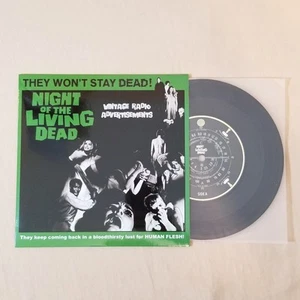 THEY WON'T STAY DEAD!
NIGHT
OF THE
LIVING
DEAD
VINTAGE RADIO
ADVERTISEMENTS
They keep coming back in a bloodthirsty lust for HUMAN FLESH!